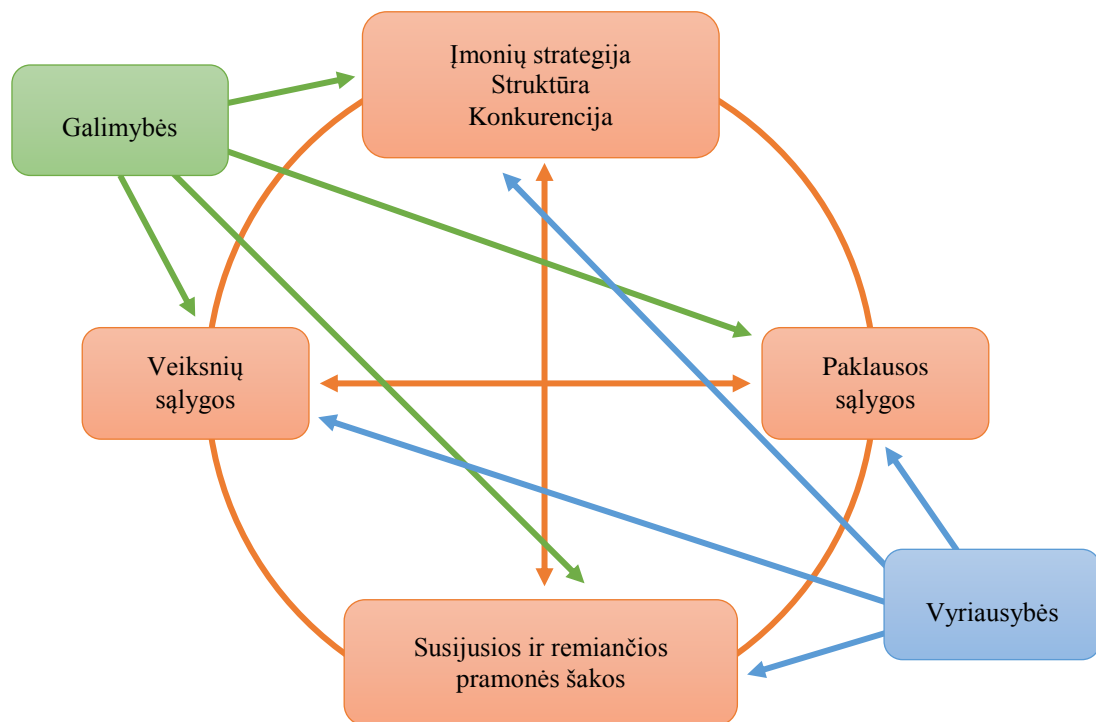 Įmonių strategija
Struktūra
Konkurencija
Galimybės
Veiksnių
sąlygos
Paklausos
sąlygos
Vyriausybės
Susijusios ir remiančios
pramonės šakos